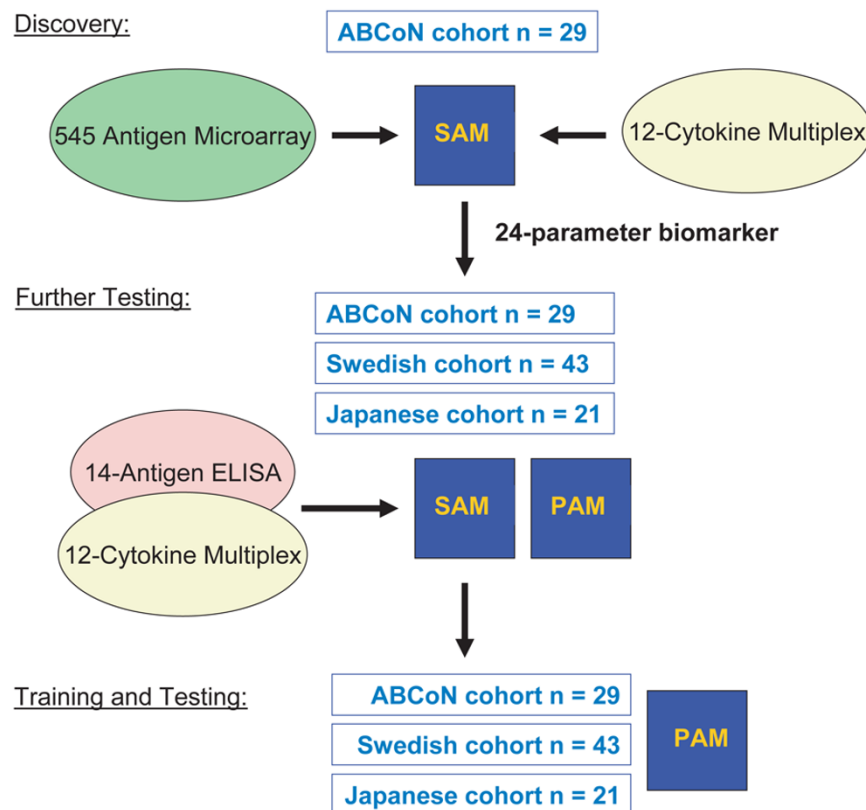 Discovery:
ABCoN cohort n = 29
545 Antigen Microarray
SAM
12-Cytokine Multiplex
24-parameter biomarker
Further Testing:
ABCoN cohort n = 29
Swedish cohort n = 43
Japanese cohort n = 21
14-Antigen ELISA
12-Cytokine Multiplex
SAM
PAM
Training and Testing:
ABCoN cohort n = 29
Swedish cohort n = 43
Japanese cohort n = 21
PAM